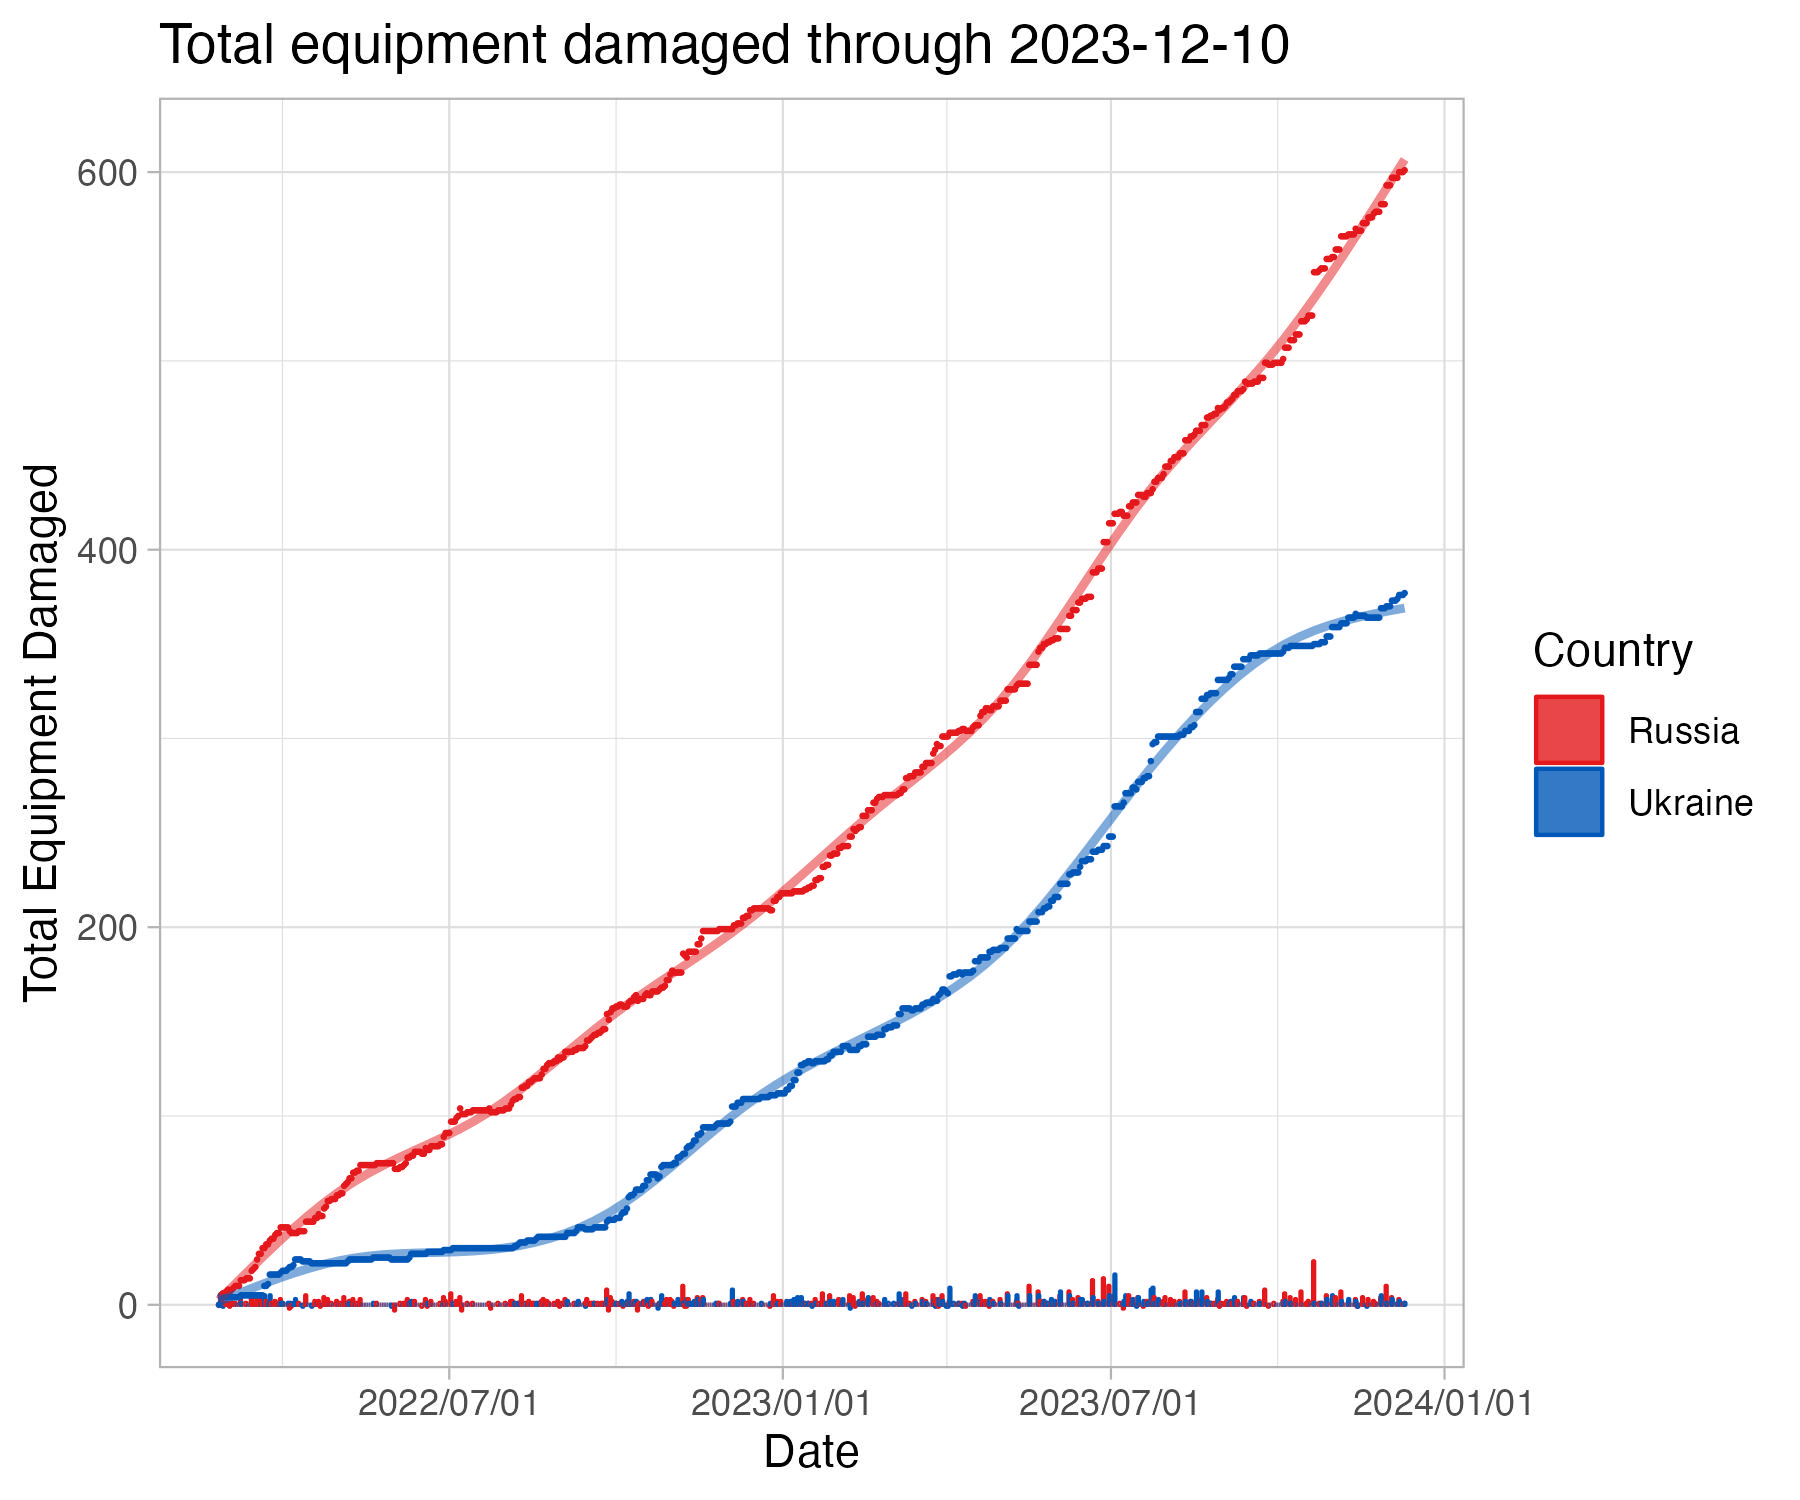 Total equipment damaged through 2023-12-10
Total Equipment Damaged
600
400
200
0
2022/07/01
2023/01/01
2023/07/01
2024/01/01
Date
Country
Russia
Ukraine